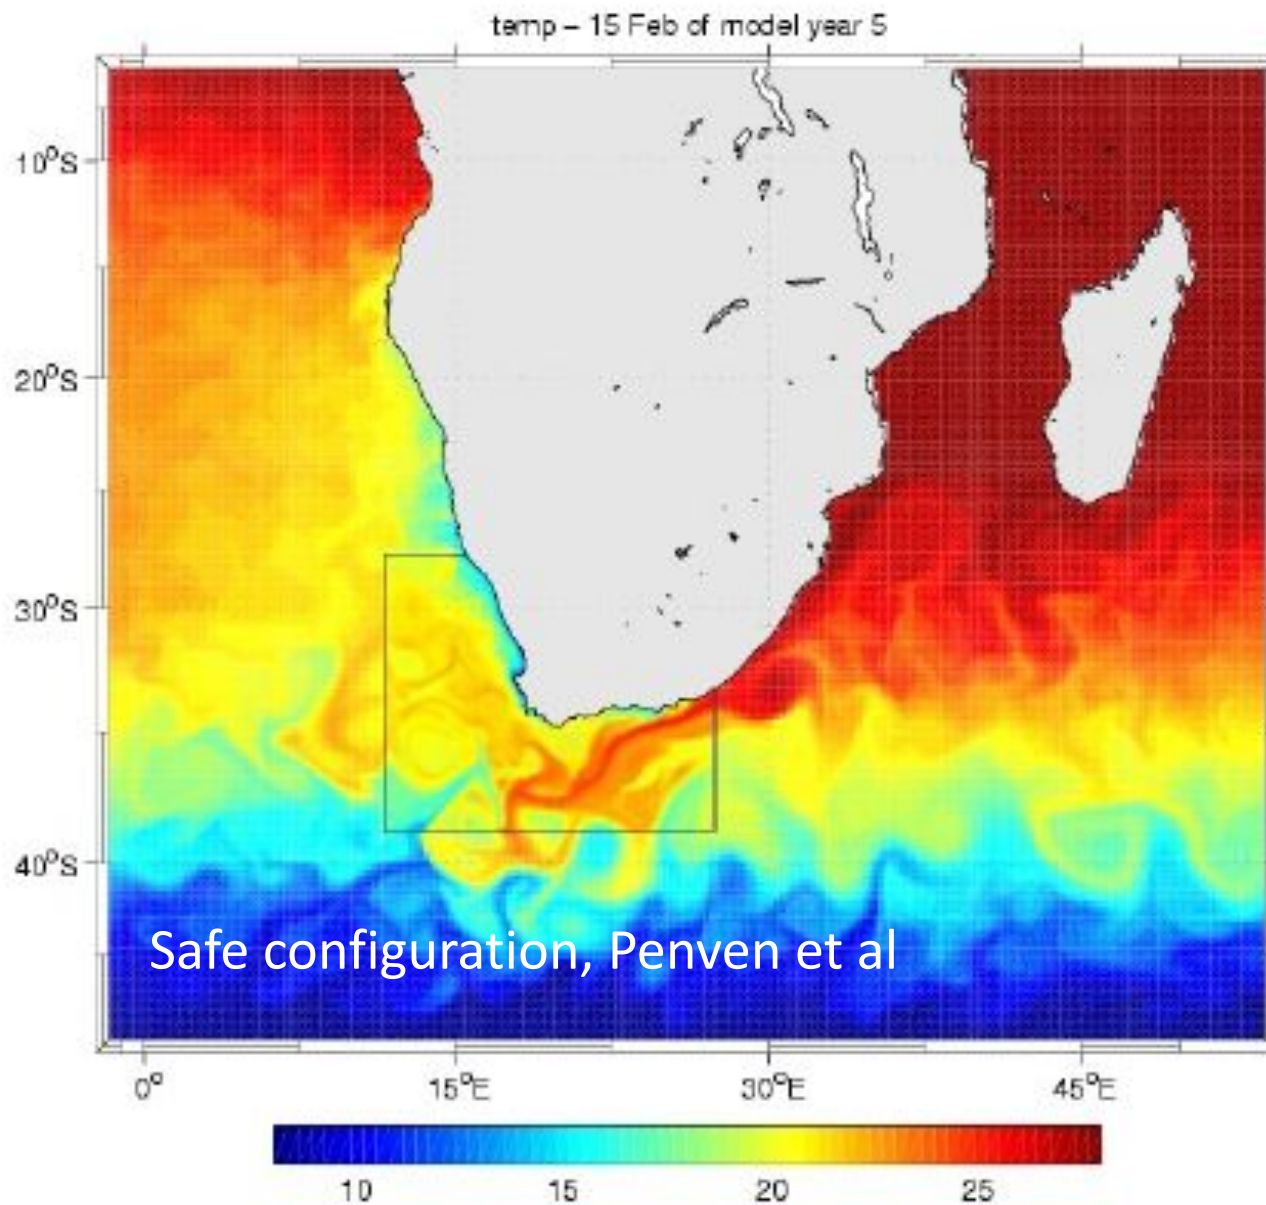 temp – 15 Feb of model year 5
10°S
20°S
30°S
40°S
Safe configuration, Penven et al
0° 15°E 30°E 45°E
10 15 20 25